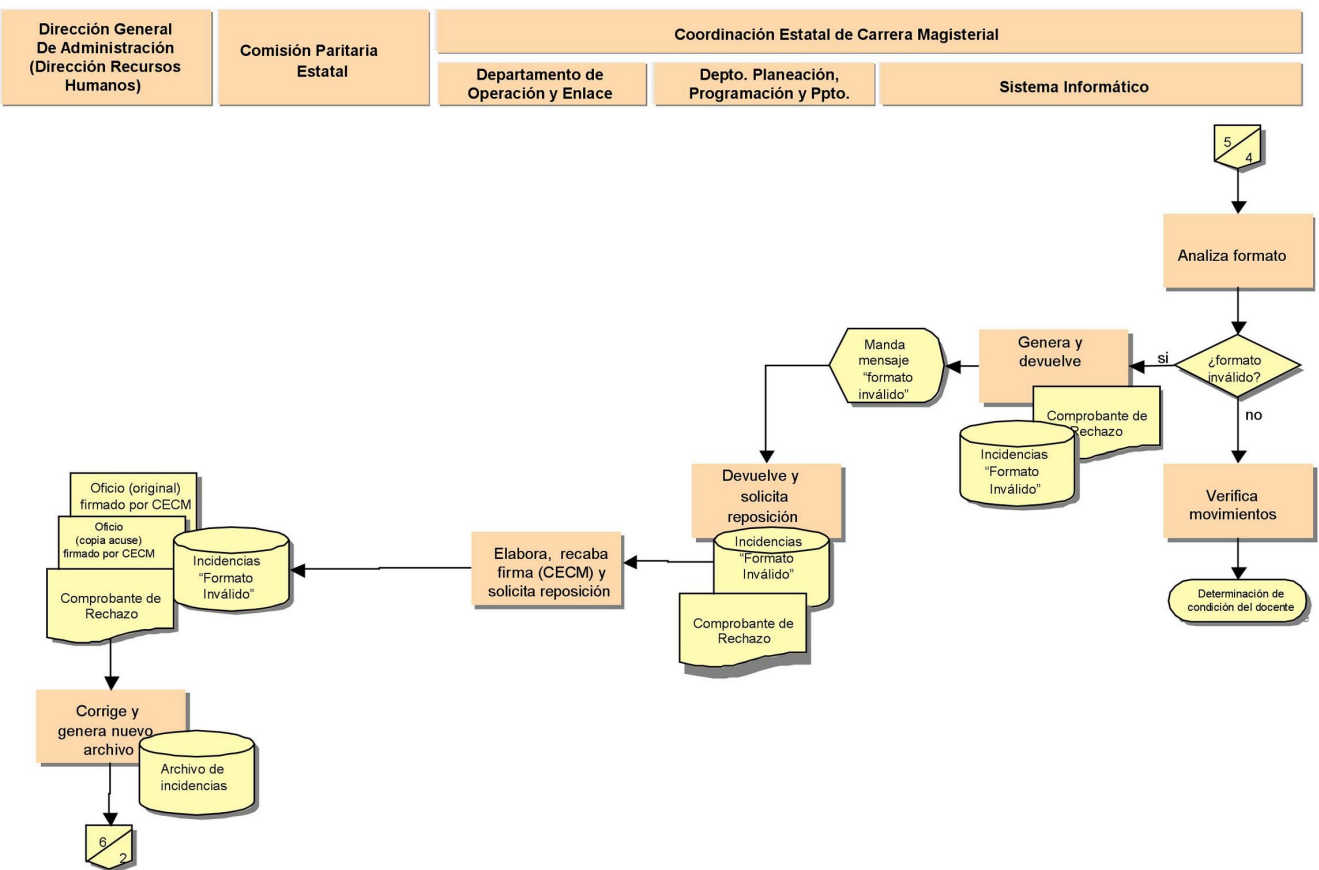 Dirección General
De Administración
(Dirección Recursos
Humanos)
Comisión Paritaria
Estatal
Coordinación Estatal de Carrera Magisterial
Departamento de
Operación y Enlace
Depto. Planeación,
Programación y Ppto.
Sistema Informático
5
4
Analiza formato
¿formato
inválido?
si
no
Genera y
devuelve
Comprobante de
Rechazo
Incidencias
“Formato
Inválido”
Manda
mensaje
“formato
inválido”
Verifica
movimientos
Determinación de
condición del docente
Devuelve y
solicita
reposición
Incidencias
“Formato
Inválido”
Comprobante de
Rechazo
Elabora, recaba
firma (CECM) y
solicita reposición
Oficio (original)
firmado por CECM
Oficio
(copia acuse)
firmado por CECM
Comprobante de
Rechazo
Incidencias
“Formato
Inválido”
Corrige y
genera nuevo
archivo
Archivo de
incidencias
6
2